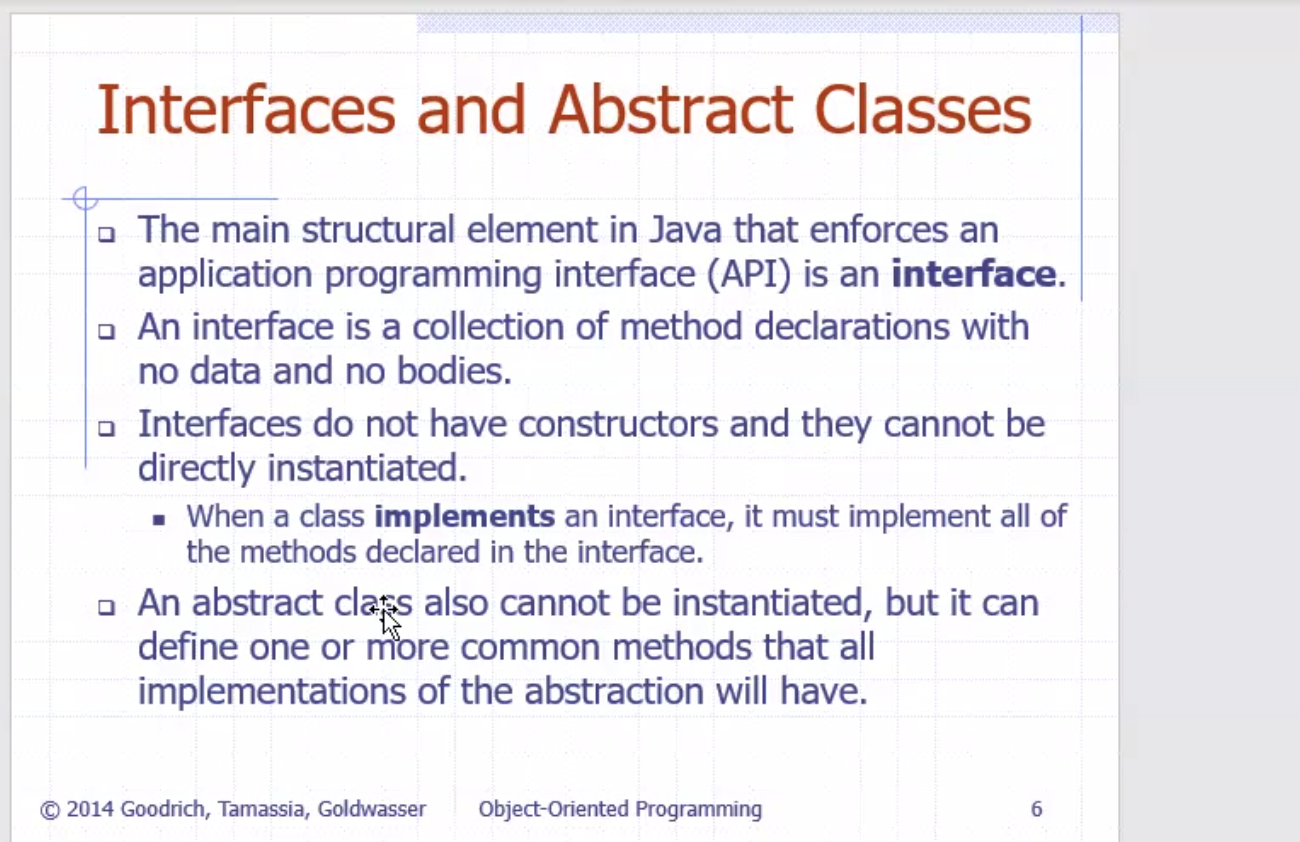 Interfaces and Abstract Classes
The main structural element in Java that enforces an
application programming interface (API) is an interface.
An interface is a collection of method declarations with
no data and no bodies.
Interfaces do not have constructors and they cannot be
directly instantiated.
When a class implements an interface, it must implement all of
the methods declared in the interface.
An abstract class also cannot be instantiated, but it can
define one or more common methods that all
implementations of the abstraction will have.
© 2014 Goodrich, Tamassia, Goldwasser Object-Oriented Programming 6